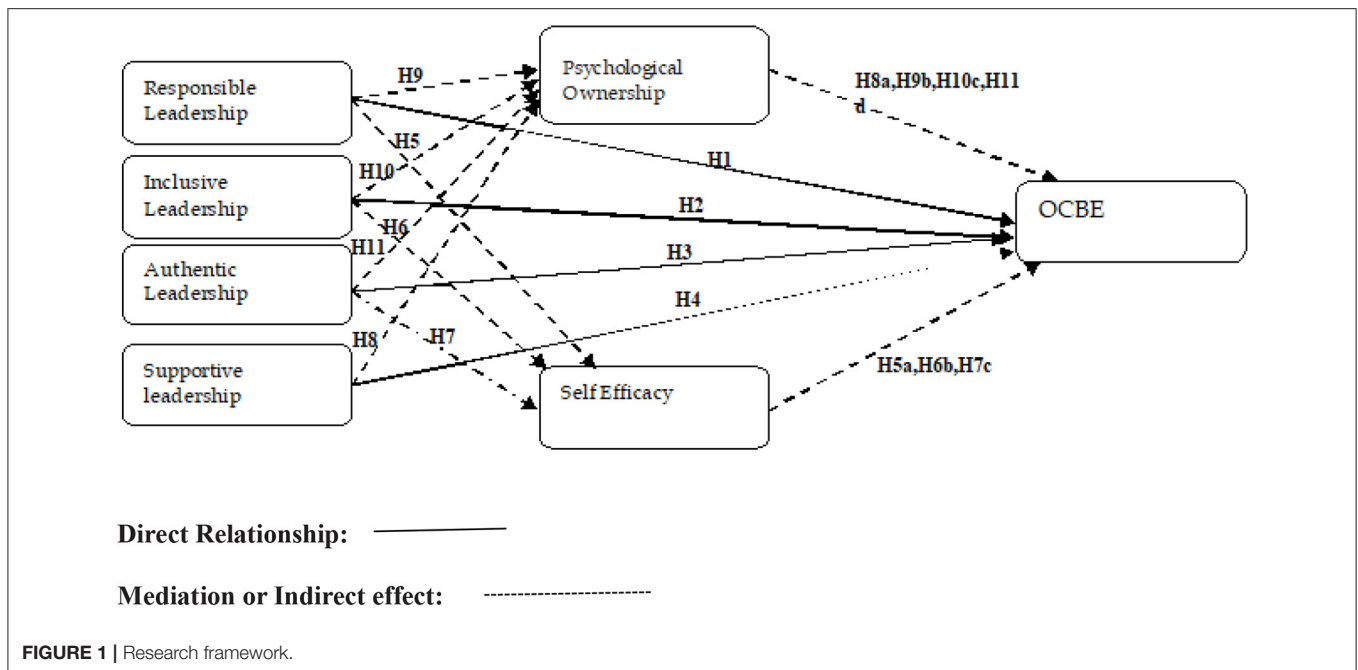 Responsible
Leadership
Inclusive
Leadership
Authentic
Leadership
Supportive
leadership
Psychological
Ownership
Self Efficacy
OCBE
H9
H5
H10
H6
H11
H8
H7
H1
H2
H3
H4
H8a,H9b,H10c,H11
d
H5a,H6b,H7c
Direct Relationship:
Mediation or Indirect effect:
FIGURE 1 | Research framework.